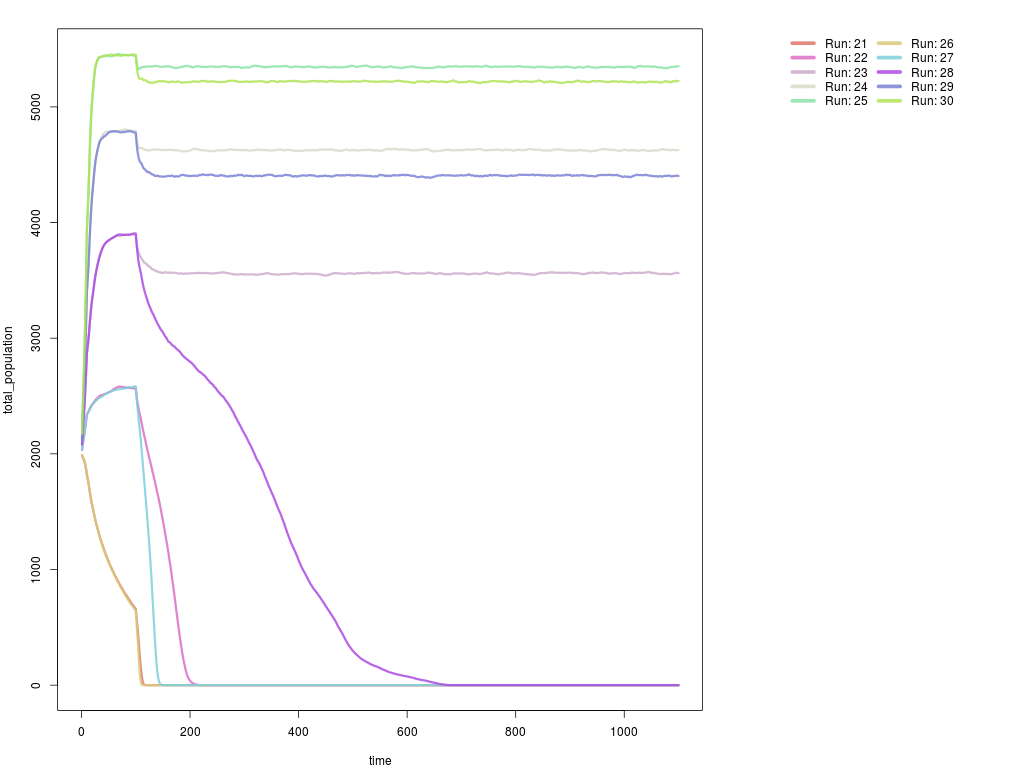 total_population
5000
4000
3000
2000
1000
0
0 200 400 600 800 1000
time
Run: 21 Run: 26
Run: 22 Run: 27
Run: 23 Run: 28
Run: 24 Run: 29
Run: 25 Run: 30